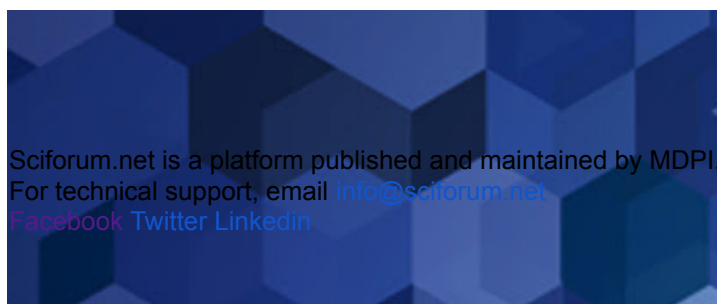 Sciforum.net is a platform published and maintained by MDPI.
For technical support, email info@sciforum.net
Facebook Twitter Linkedin